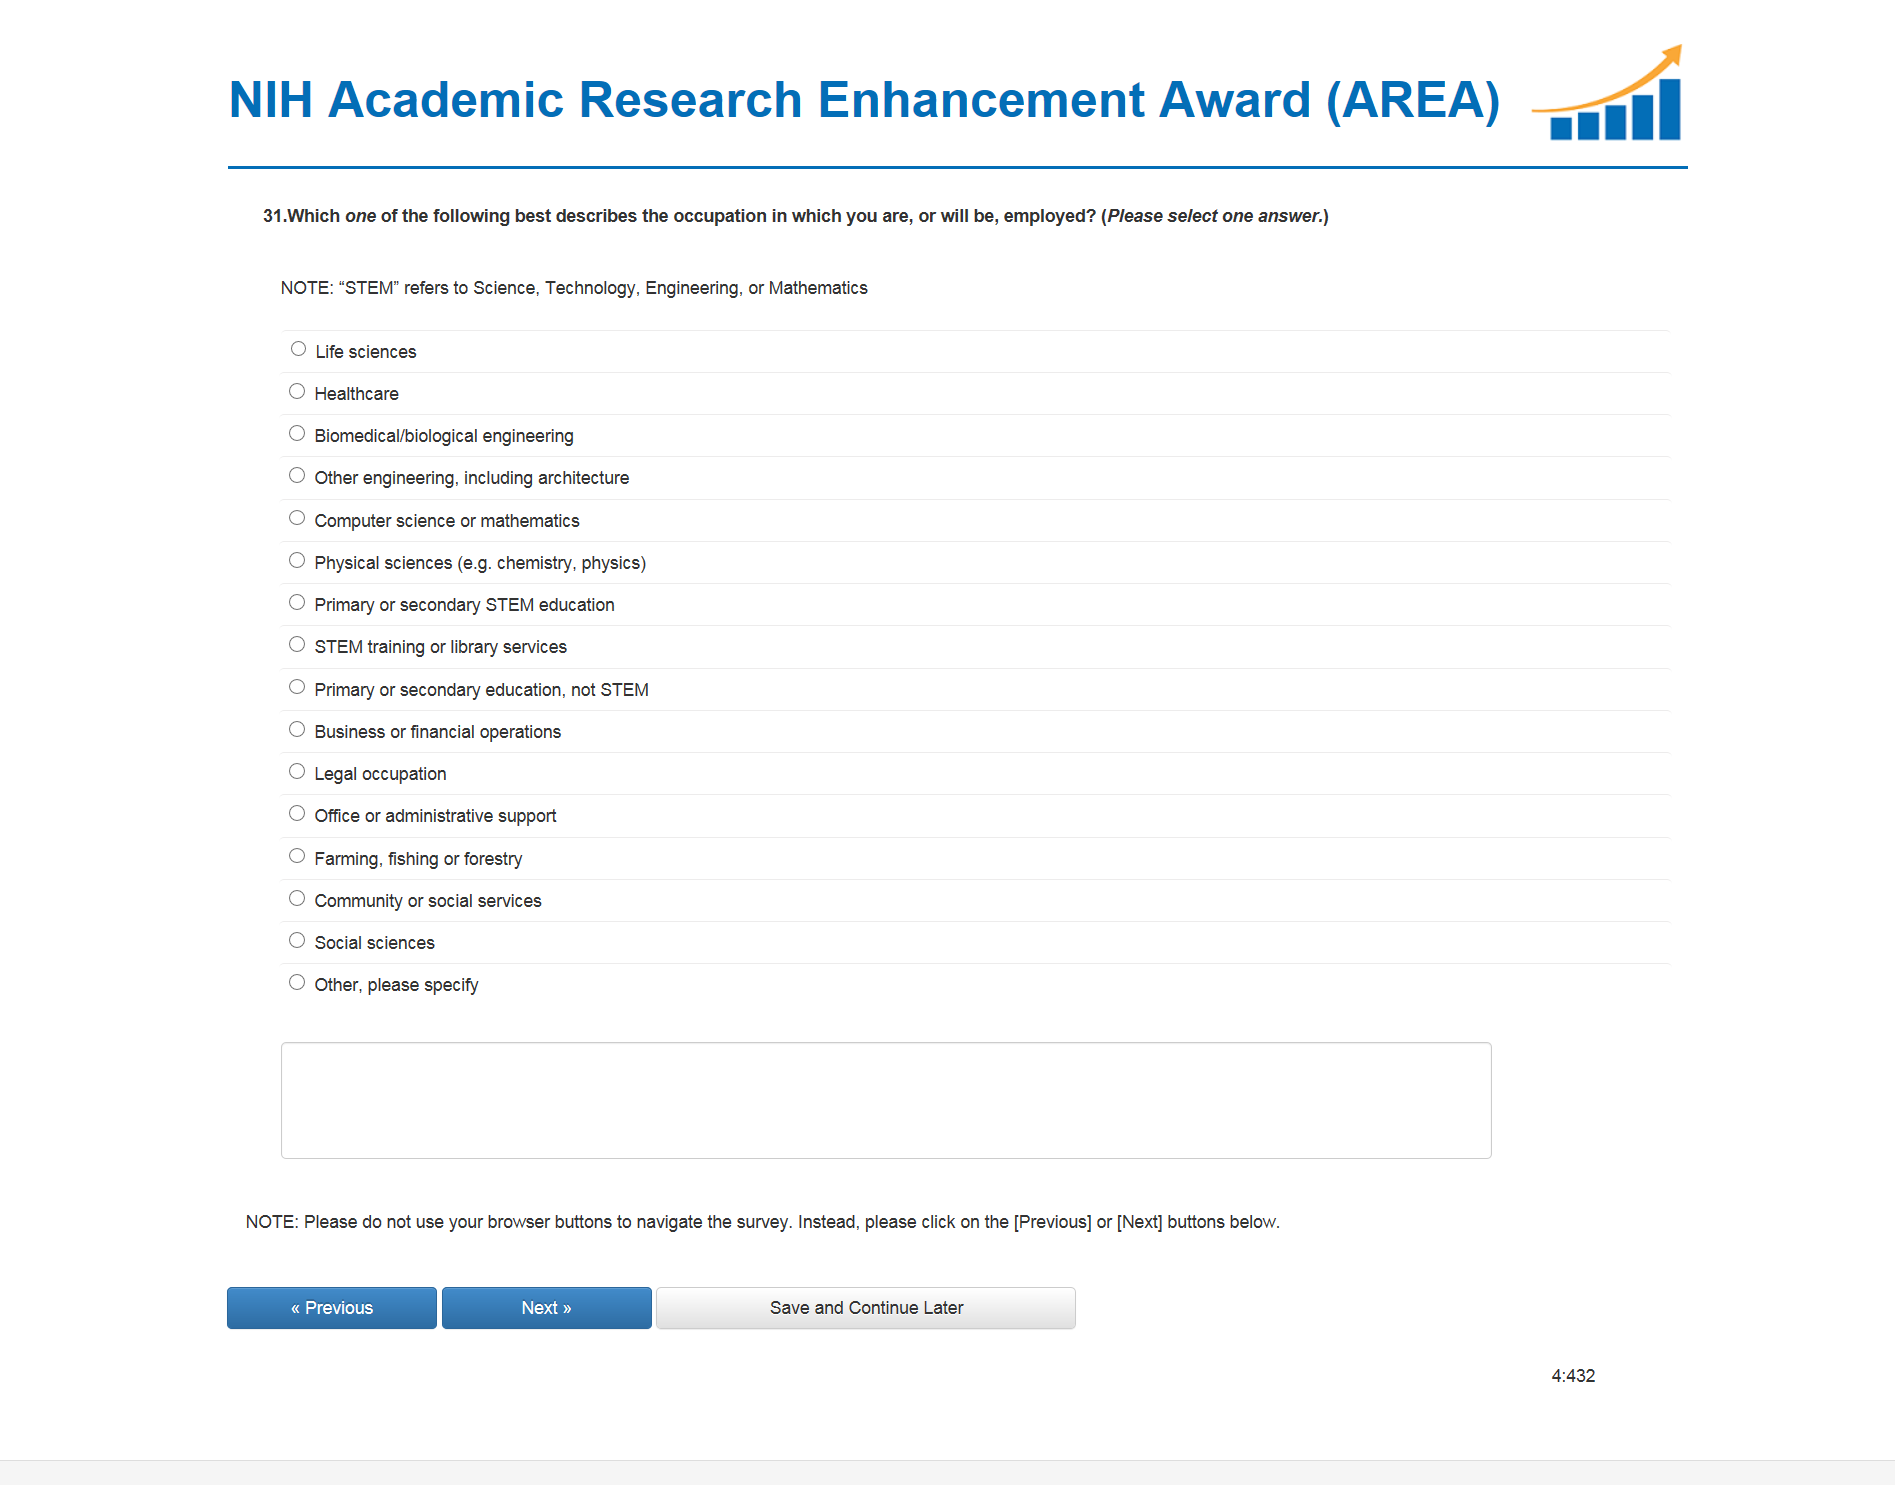 NIH Academic Research Enhancement Award (AREA)
31.Which one of the following best describes the occupation in which you are, or will be, employed? (Please select one answer.)
NOTE: “STEM” refers to Science, Technology, Engineering, or Mathematics
Life sciences
Healthcare
Biomedical/biological engineering
Other engineering, including architecture
Computer science or mathematics
Physical sciences (e.g. chemistry, physics)
Primary or secondary STEM education
STEM training or library services
Primary or secondary education, not STEM
Business or financial operations
Legal occupation
Office or administrative support
Farming, fishing or forestry
Community or social services
Social sciences
Other, please specify
NOTE: Please do not use your browser buttons to navigate the survey. Instead, please click on the [Previous] or [Next] buttons below.
« Previous Next » Save and Continue Later
4:432